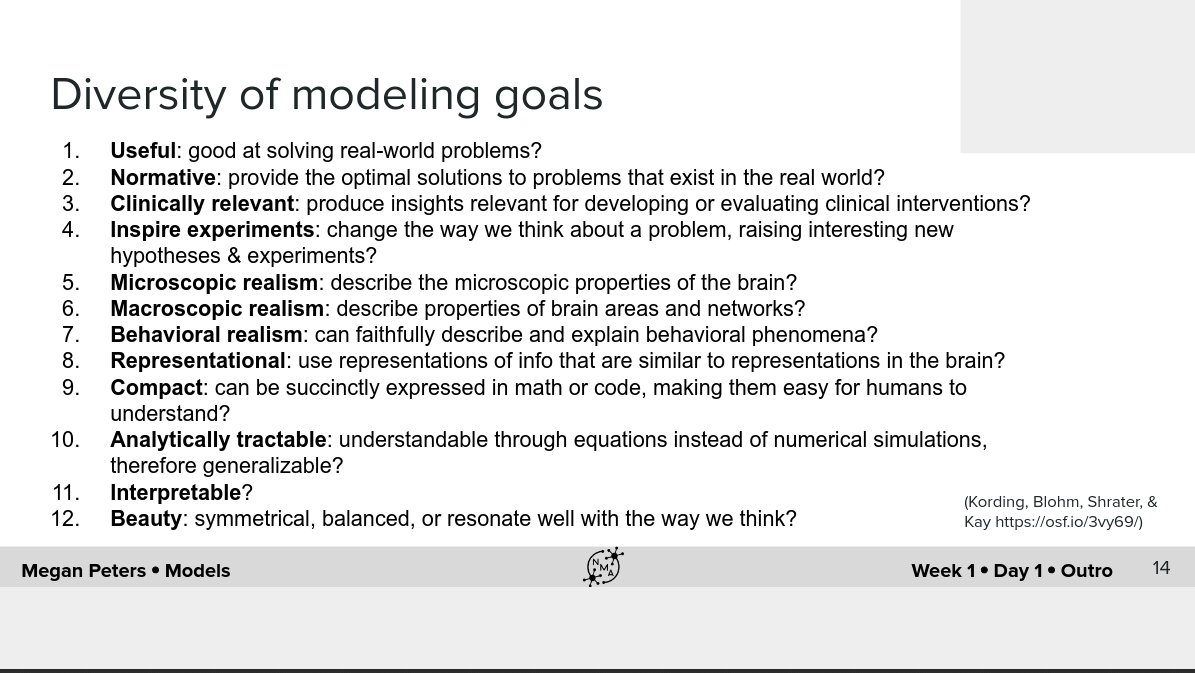 Diversity of modeling goals
1. Useful: good at solving real-world problems?
2. Normative: provide the optimal solutions to problems that exist in the real world?
3. Clinically relevant: produce insights relevant for developing or evaluating clinical interventions?
4. Inspire experiments: change the way we think about a problem, raising interesting new
hypotheses & experiments?
5. Microscopic realism: describe the microscopic properties of the brain?
6. Macroscopic realism: describe properties of brain areas and networks?
7. Behavioral realism: can faithfully describe and explain behavioral phenomena?
8. Representational: use representations of info that are similar to representations in the brain?
9. Compact: can be succinctly expressed in math or code, making them easy for humans to
understand?
10. Analytically tractable: understandable through equations instead of numerical simulations,
therefore generalizable?
11. Interpretable?
12. Beauty: symmetrical, balanced, or resonate well with the way we think?
(Kording, Blohm, Shrater, &
Kay https://osf.io/3vy69/)
Megan Peters • Models
NMA
Week 1 • Day 1 • Outro
14